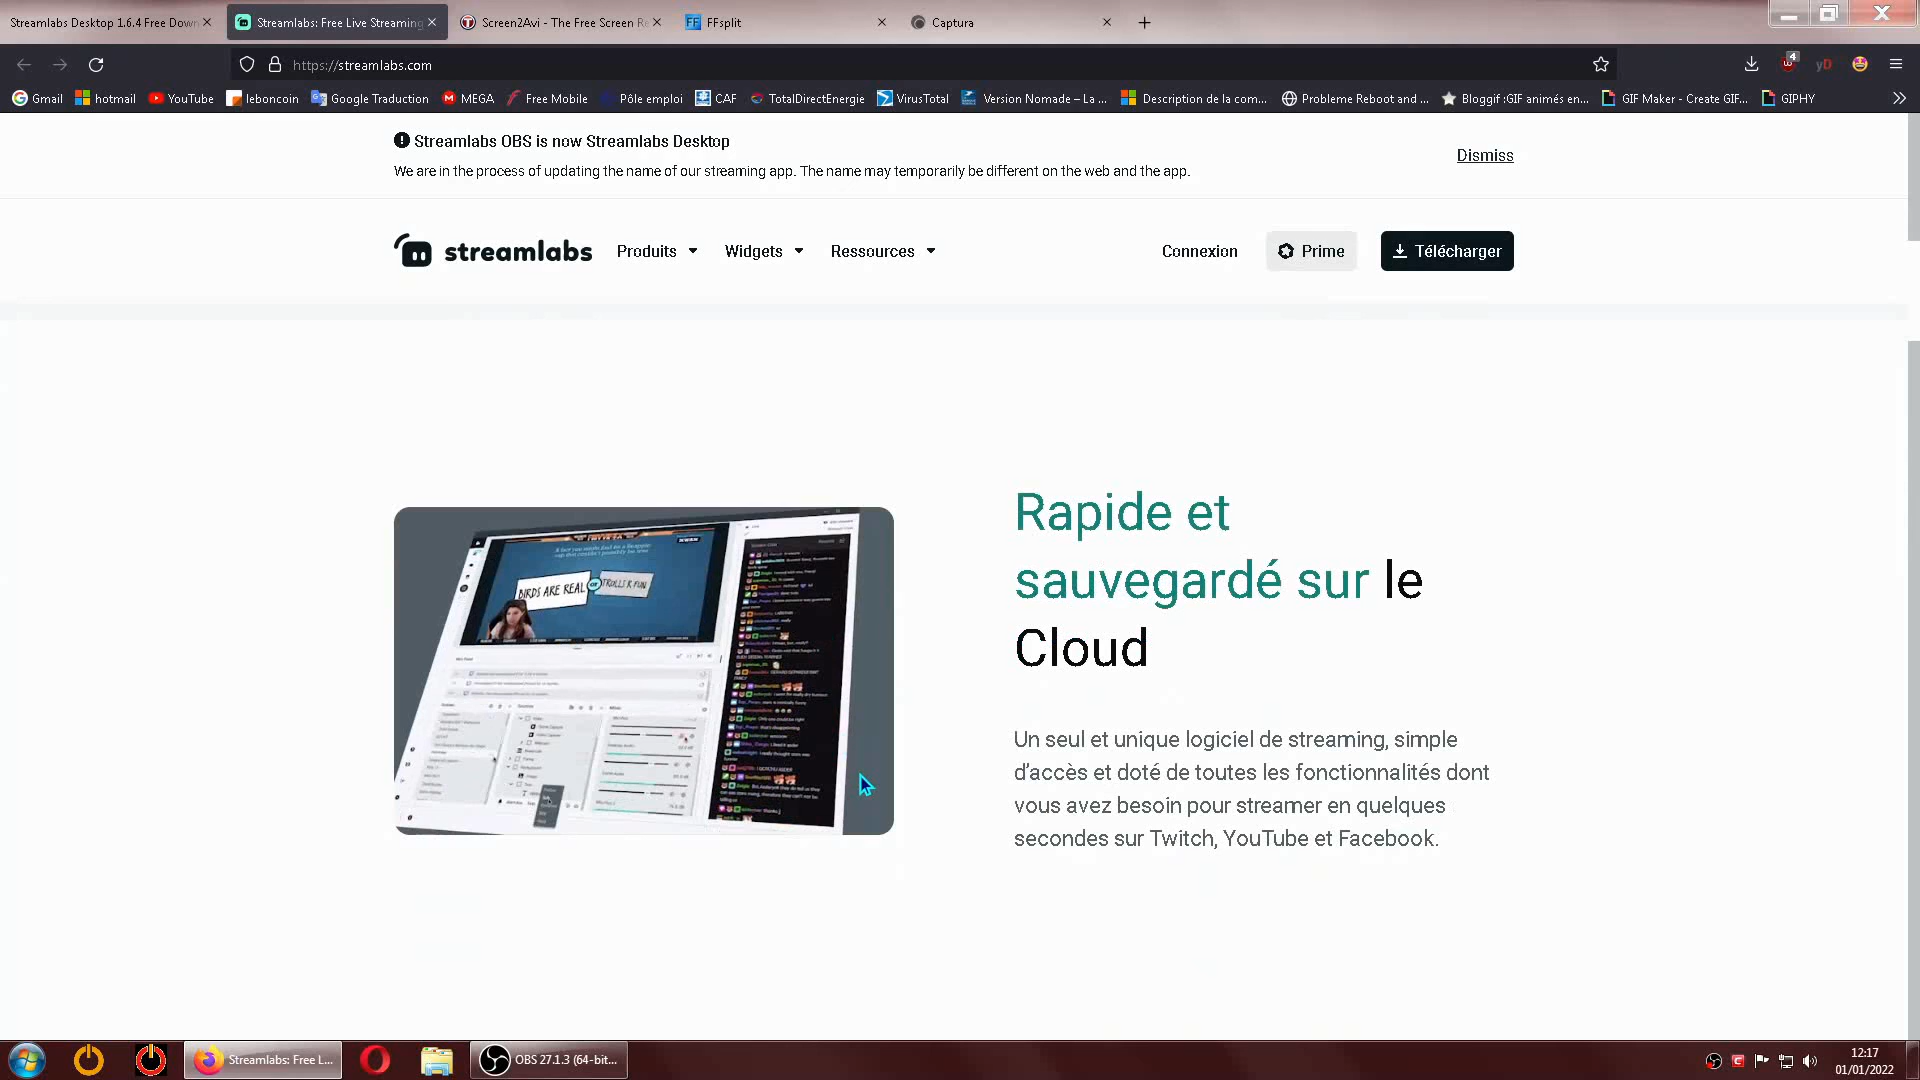 Streamlabs Desktop 1.6.4 Free Down
Streamlabs: Free Live Streaming
Screen2Avi - The Free Screen Re
FFsplit
Captura
https://streamlabs.com
4
Gmail
hotmail
YouTube
leboncoin
Google Traduction
MEGA
Free Mobile
Pôle emploi
CAF
TotalDirectEnergie
VirusTotal
Version Nomade – La ...
Description de la com...
Probleme Reboot and ...
Bloggif :GIF animés en...
GIF Maker - Create GIF...
GIPHY
Streamlabs OBS is now Streamlabs Desktop
We are in the process of updating the name of our streaming app. The name may temporarily be different on the web and the app.
Dismiss
streamlabs
Produits
Widgets
Ressources
Connexion
Prime
Télécharger
BIRDS ARE REAL
or
TROLLS R FUN
Rapide et
sauvegardé sur le
Cloud
Un seul et unique logiciel de streaming, simple
d’accès et doté de toutes les fonctionnalités dont
vous avez besoin pour streamer en quelques
secondes sur Twitch, YouTube et Facebook.
Streamlabs: Free L...
OBS 27.1.3 (64-bit...
12:17
01/01/2022